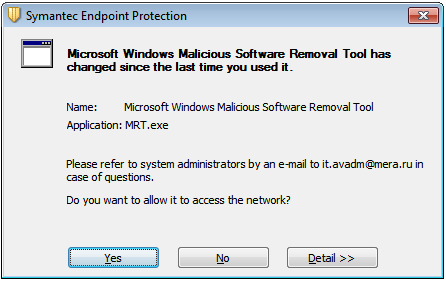 Symantec Endpoint Protection
Microsoft Windows Malicious Software Removal Tool has
changed since the last time you used it.
Name: Microsoft Windows Malicious Software Removal Tool
Application: MRT.exe
Please refer to system administrators by an e-mail to it.avadm@mera.ru in
case of questions.
Do you want to allow it to access the network?
Yes No Detail >>